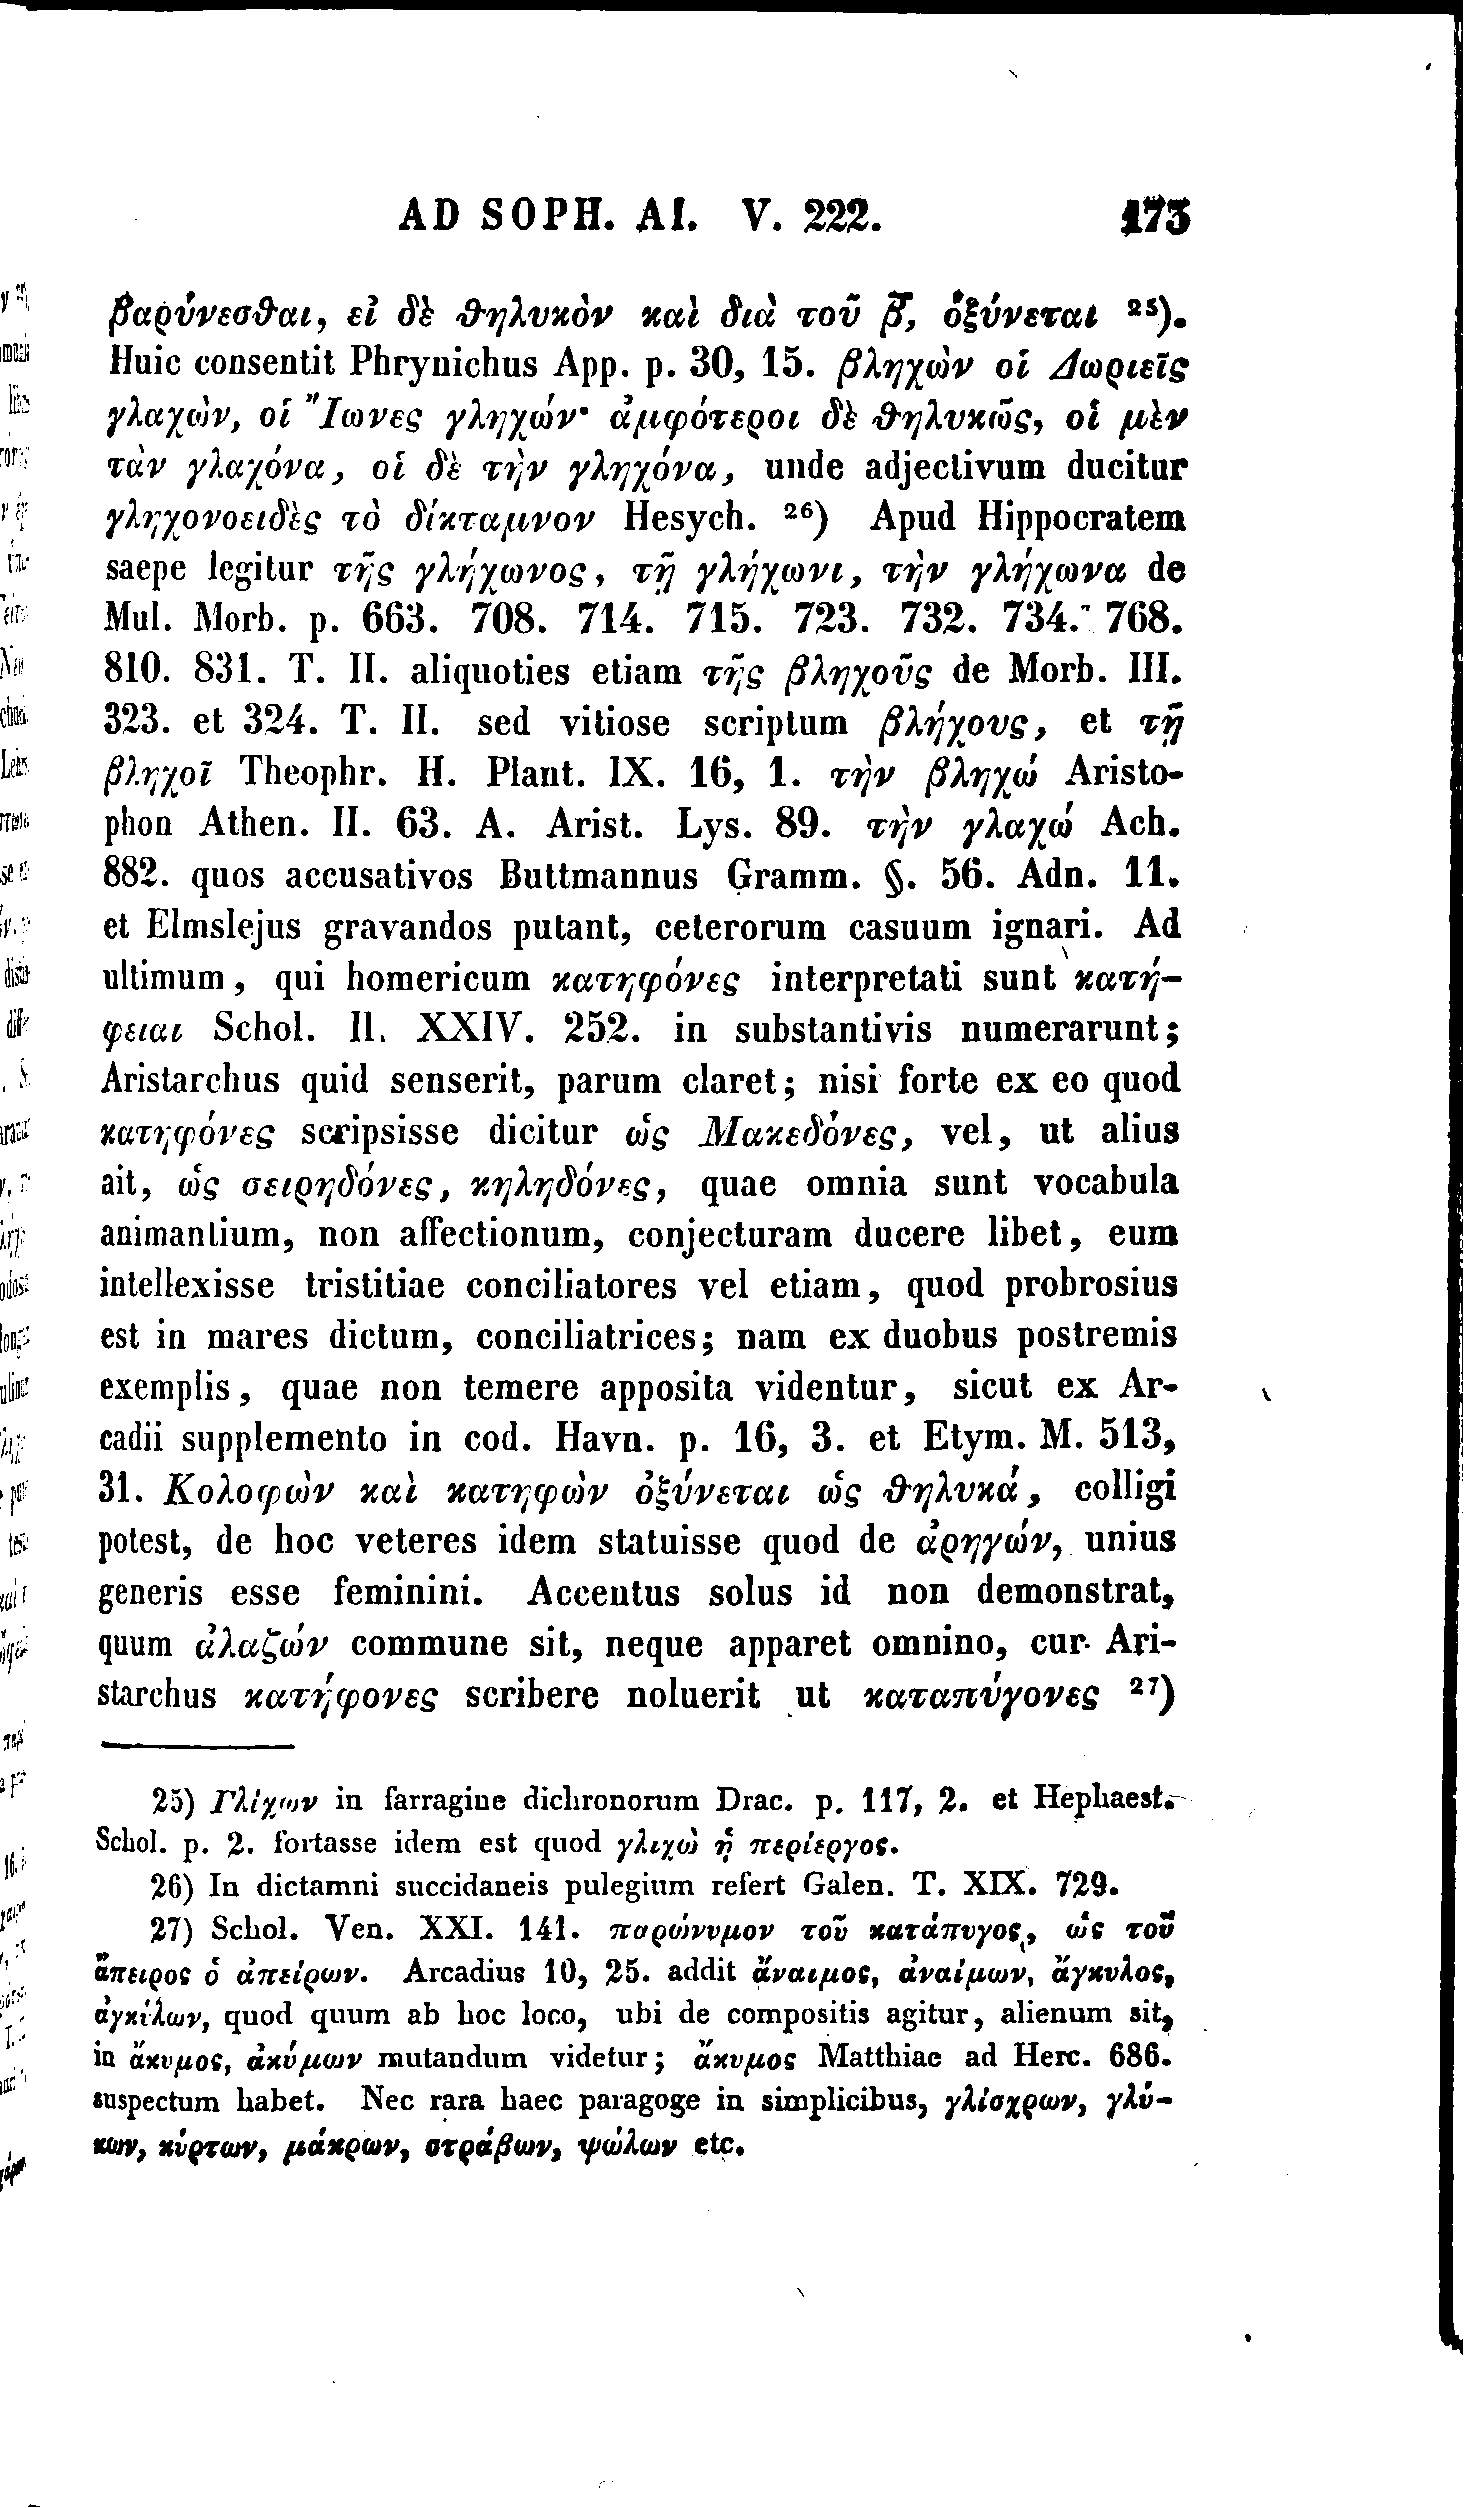 AD SOPH. AI. V. 222. 173
βαρύνεσθαι, εἰ δὲ θηλυκὸν καὶ διὰ τοῦ β̄, ὀξύνεται ²⁵).
Huic consentit Phrynichus App. p. 30, 15. βληχὼν οἱ Δωριεῖς
γλαχὼν, οἱ Ἴωνες γληχών· ἀμφότεροι δὲ θηλυκῶς, οἱ μὲν
τὰν γλαχόνα, οἱ δὲ τὴν γληχόνα, unde adjectivum ducitur
γληχονοειδὲς τὸ δίκταμνον Hesych. ²⁶) Apud Hippocratem
saepe legitur τῆς γλήχωνος, τῇ γλήχωνι, τὴν γλήχωνα de
Mul. Morb. p. 663. 708. 714. 715. 723. 732. 734. 768.
810. 831. T. II. aliquoties etiam τῆς βληχοῦς de Morb. III.
323. et 324. T. II. sed vitiose scriptum βλήχους, et τῇ
βληχοῖ Theophr. H. Plant. IX. 16, 1. τὴν βληχώ Aristo-
phon Athen. II. 63. A. Arist. Lys. 89. τὴν γλαχώ Ach.
882. quos accusativos Buttmannus Gramm. §. 56. Adn. 11.
et Elmslejus gravandos putant, ceterorum casuum ignari. Ad
ultimum, qui homericum κατηφόνες interpretati sunt κατή-
φειαι Schol. Il. XXIV. 252. in substantivis numerarunt;
Aristarchus quid senserit, parum claret; nisi forte ex eo quod
κατηφόνες scripsisse dicitur ὡς Μακεδόνες, vel, ut alius
ait, ὡς σειρηδόνες, κηληδόνες, quae omnia sunt vocabula
animantium, non affectionum, conjecturam ducere libet, eum
intellexisse tristitiae conciliatores vel etiam, quod probrosius
est in mares dictum, conciliatrices; nam ex duobus postremis
exemplis, quae non temere apposita videntur, sicut ex Ar-
cadii supplemento in cod. Havn. p. 16, 3. et Etym. M. 513,
31. Κολοφὼν καὶ κατηφὼν ὀξύνεται ὡς θηλυκά, colligi
potest, de hoc veteres idem statuisse quod de ἀρηγών, unius
generis esse feminini. Accentus solus id non demonstrat,
quum ἀλαζών commune sit, neque apparet omnino, cur Ari-
starchus κατήφονες scribere noluerit ut καταπύγονες ²⁷)
25) Γλίχων in farragine dichronorum Drac. p. 117, 2. et Hephaest.
Schol. p. 2. fortasse idem est quod γλιχὼ ἡ περίεργος.
26) In dictamni succidaneis pulegium refert Galen. T. XIX. 729.
27) Schol. Ven. XXI. 141. παρώνυμον τοῦ κατάπυγος, ὡς τοῦ
ἄπειρος ὁ ἀπείρων. Arcadius 10, 25. addit ἄναιμος, ἀναίμων, ἄγκυλος,
ἀγκίλων, quod quum ab hoc loco, ubi de compositis agitur, alienum sit,
in ἄκυμος, ἀκύμων mutandum videtur; ἄκυμος Matthiae ad Herc. 686.
suspectum habet. Nec rara haec paragoge in simplicibus, γλίσχρων, γλύ-
κων, κύρτων, μάκρων, στράβων, ψώλων etc.